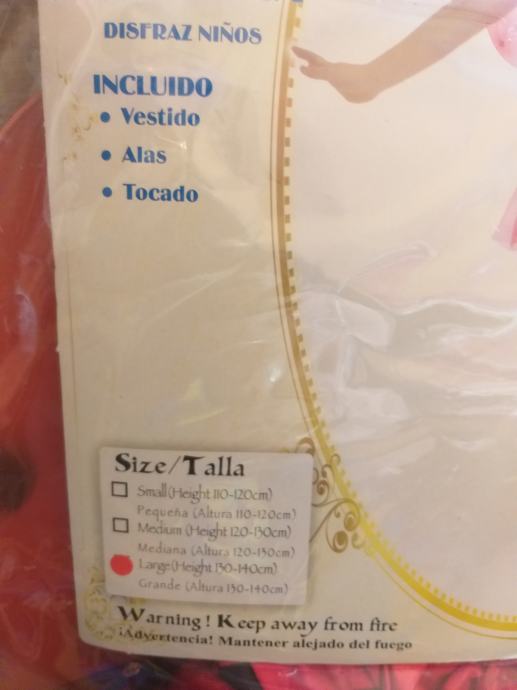 DISFRAZ NIÑOS
INCLUIDO
• Vestido
• Alas
• Tocado
Size/Talla
Small(Height 110-120cm)
Pequeña (Altura 110-120cm)
Medium (Height 120-130cm)
Mediana (Altura 120-130cm)
Large(Height 130-140cm)
Grande (Altura 130-140cm)
Warning ! Keep away from fire
¡Advertencia! Mantener alejado del fuego